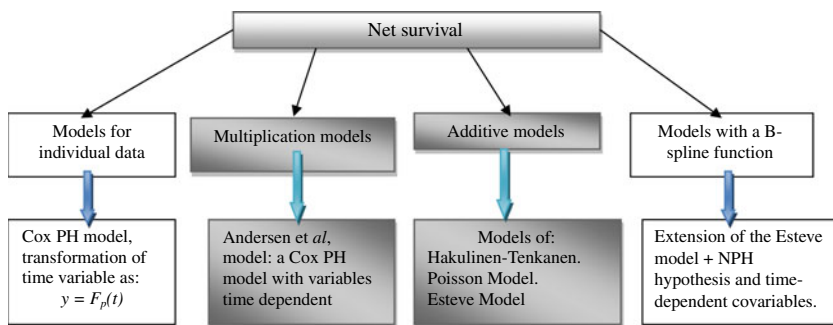 Net survival
Models for
individual data
Multiplication models
Additive models
Models with a B-
spline function
Cox PH model,
transformation of
time variable as:
y = Fp(t)
Andersen et al,
model: a Cox PH
model with variables
time dependent
Models of:
Hakulinen-Tenkanen.
Poisson Model.
Esteve Model
Extension of the Esteve
model + NPH
hypothesis and time-
dependent covariables.